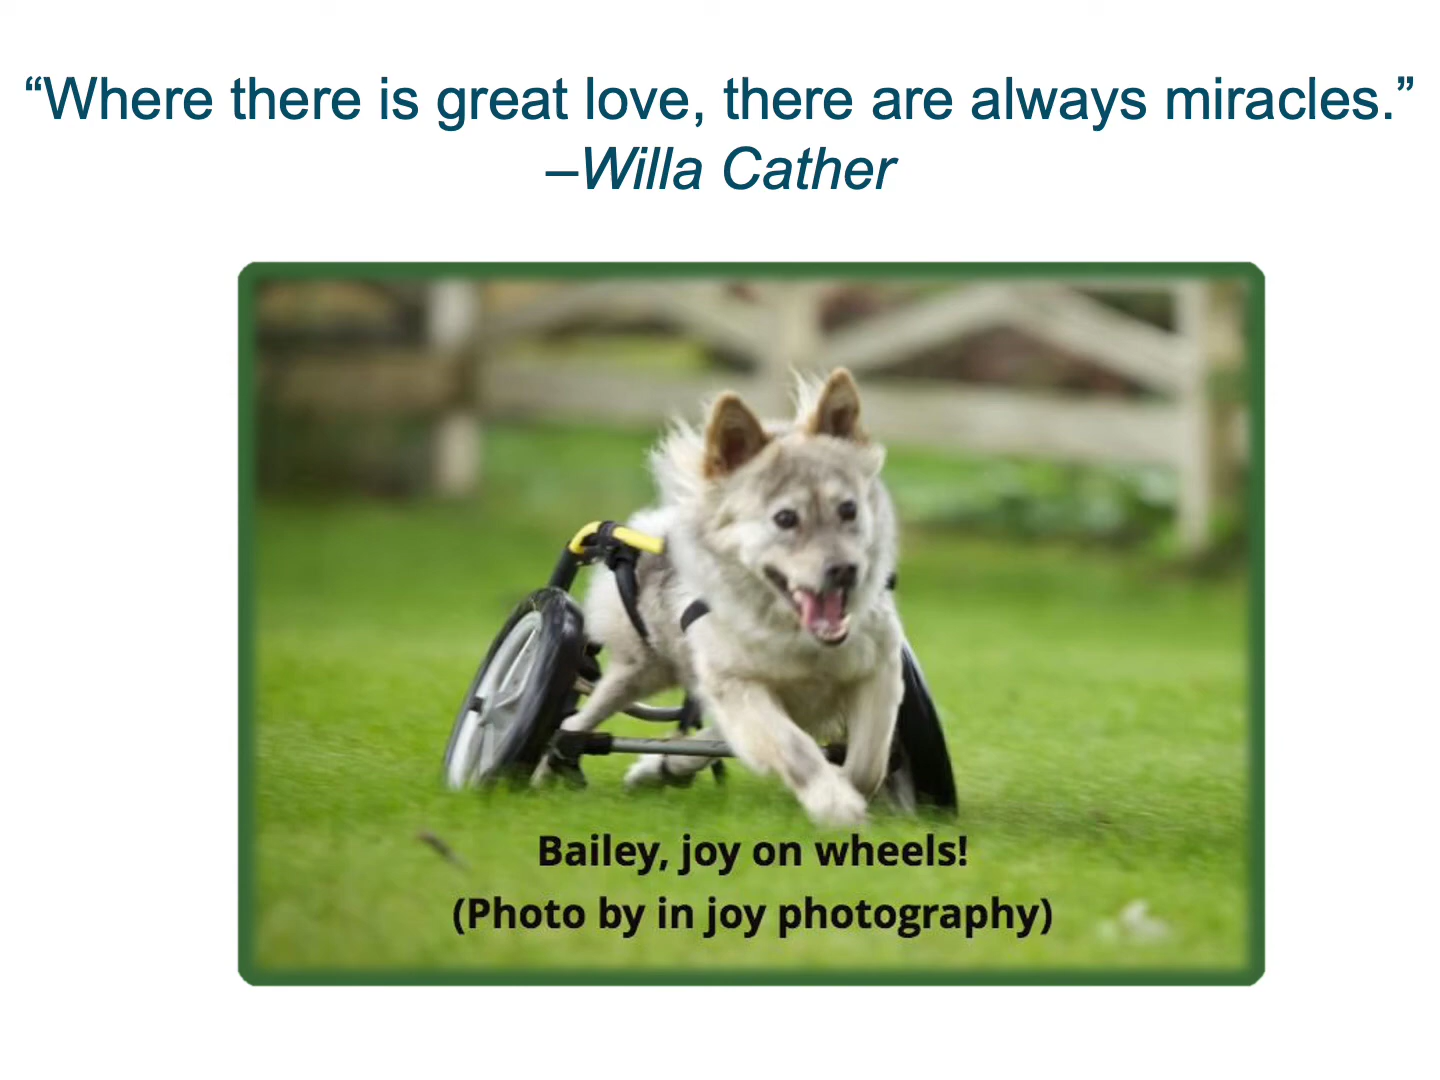 “Where there is great love, there are always miracles.”
–Willa Cather
Bailey, joy on wheels!
(Photo by in joy photography)